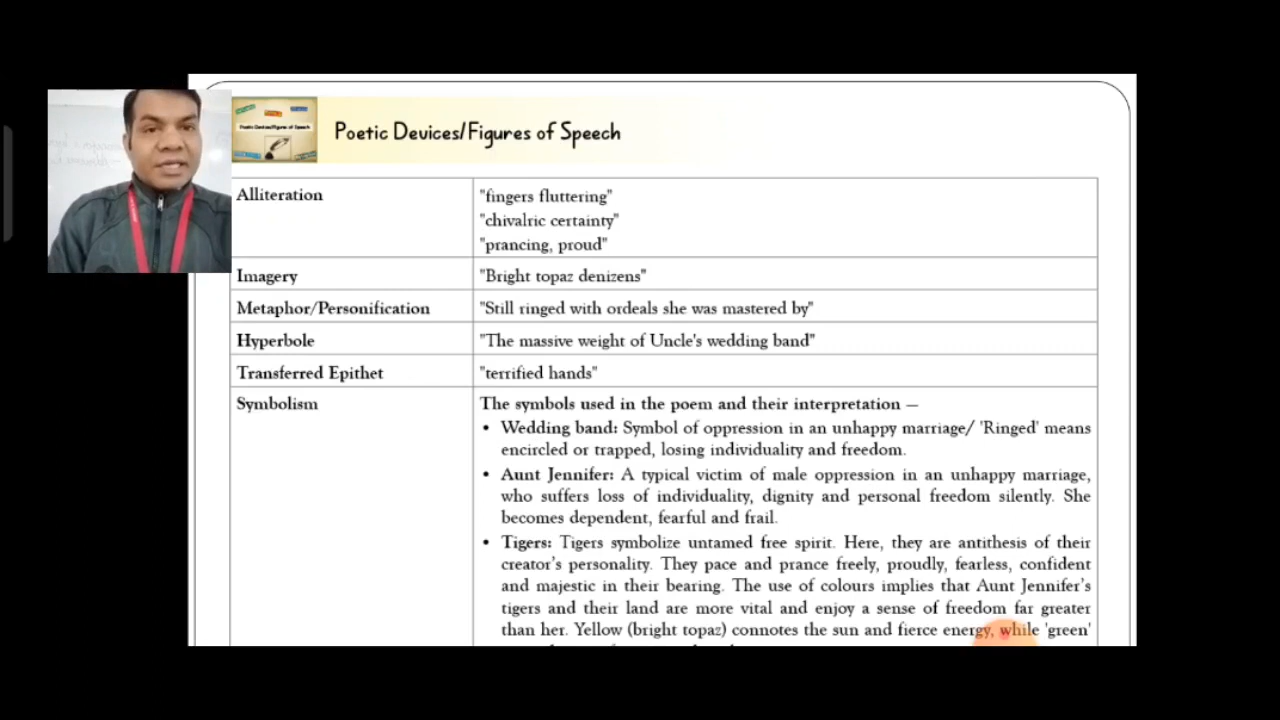 Poetic Devices/Figures of Speech
Poetic Devices/Figures of Speech
Alliteration
"fingers fluttering"
"chivalric certainty"
"prancing, proud"
Imagery
"Bright topaz denizens"
Metaphor/Personification
"Still ringed with ordeals she was mastered by"
Hyperbole
"The massive weight of Uncle's wedding band"
Transferred Epithet
"terrified hands"
Symbolism
The symbols used in the poem and their interpretation —
• Wedding band: Symbol of oppression in an unhappy marriage/ 'Ringed' means
encircled or trapped, losing individuality and freedom.
• Aunt Jennifer: A typical victim of male oppression in an unhappy marriage,
who suffers loss of individuality, dignity and personal freedom silently. She
becomes dependent, fearful and frail.
• Tigers: Tigers symbolize untamed free spirit. Here, they are antithesis of their
creator's personality. They pace and prance freely, proudly, fearless, confident
and majestic in their bearing. The use of colours implies that Aunt Jennifer's
tigers and their land are more vital and enjoy a sense of freedom far greater
than her. Yellow (bright topaz) connotes the sun and fierce energy, while 'green'